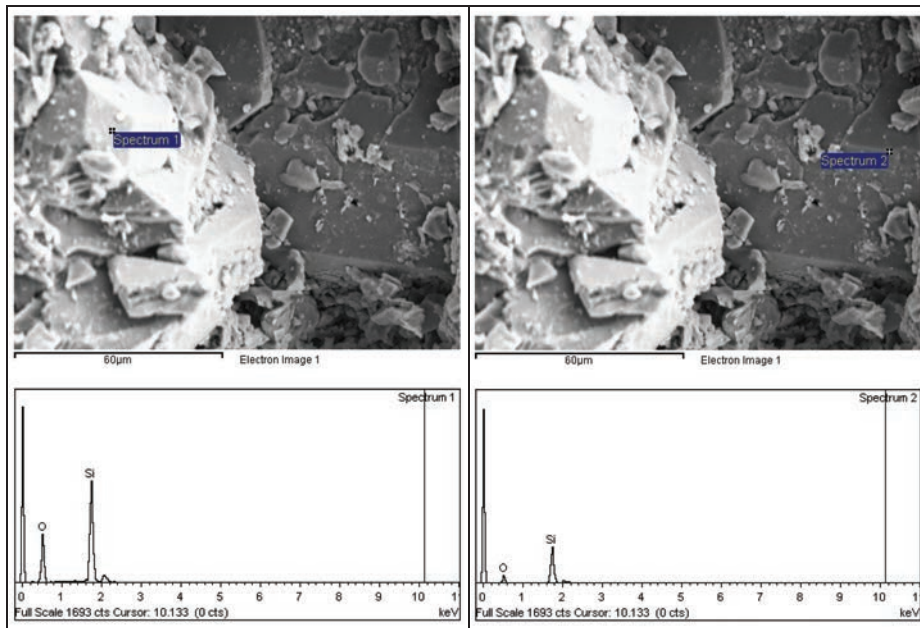 Spectrum 1
60µm
Electron Image 1
Spectrum 1
Si
O
0 1 2 3 4 5 6 7 8 9 10 11
Full Scale 1693 cts Cursor: 10.133 (0 cts)
keV
Spectrum 2
60µm
Electron Image 1
Spectrum 2
Si
O
0 1 2 3 4 5 6 7 8 9 10 11
Full Scale 1693 cts Cursor: 10.133 (0 cts)
keV